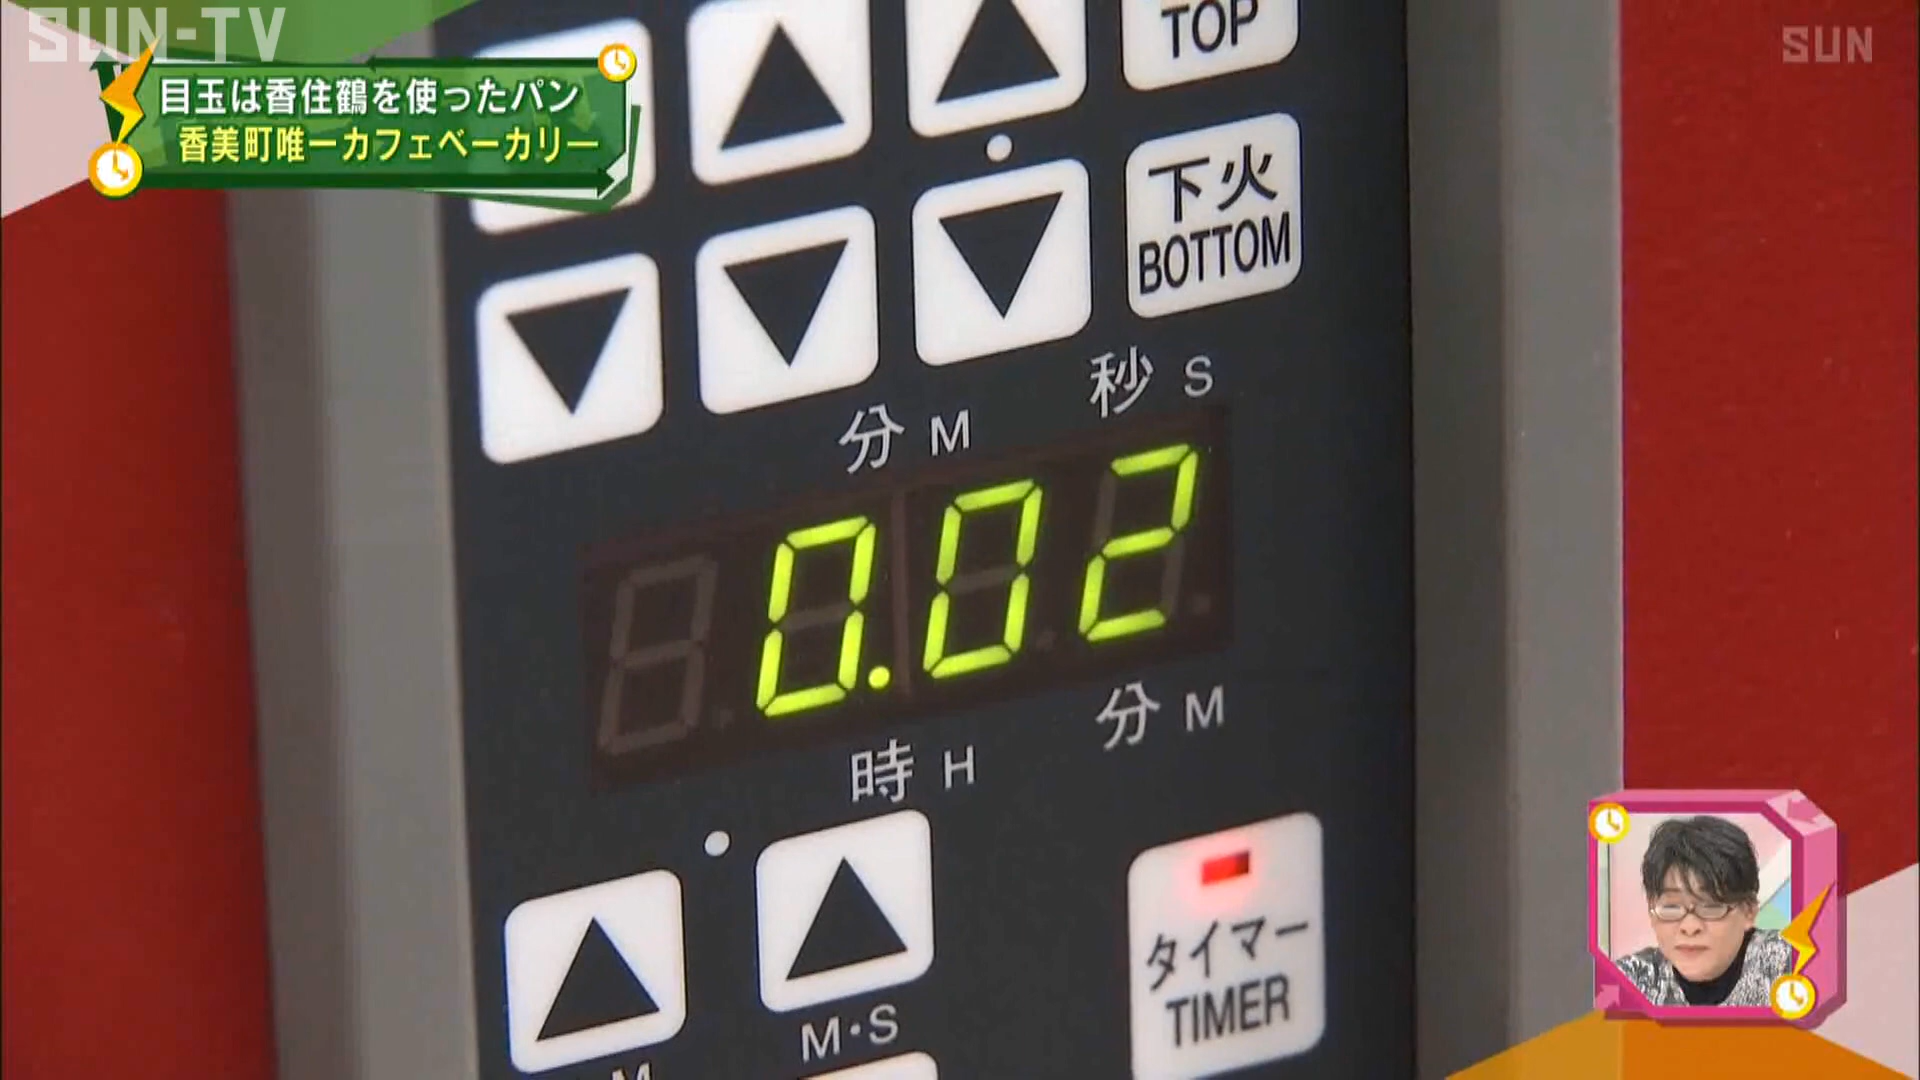 SUN-TV
SUN
目玉は香住鶴を使ったパン
香美町唯一カフェベーカリー
TOP
下火
BOTTOM
分 M
秒 S
0.02
時 H
分 M
M・S
M
タイマー
TIMER